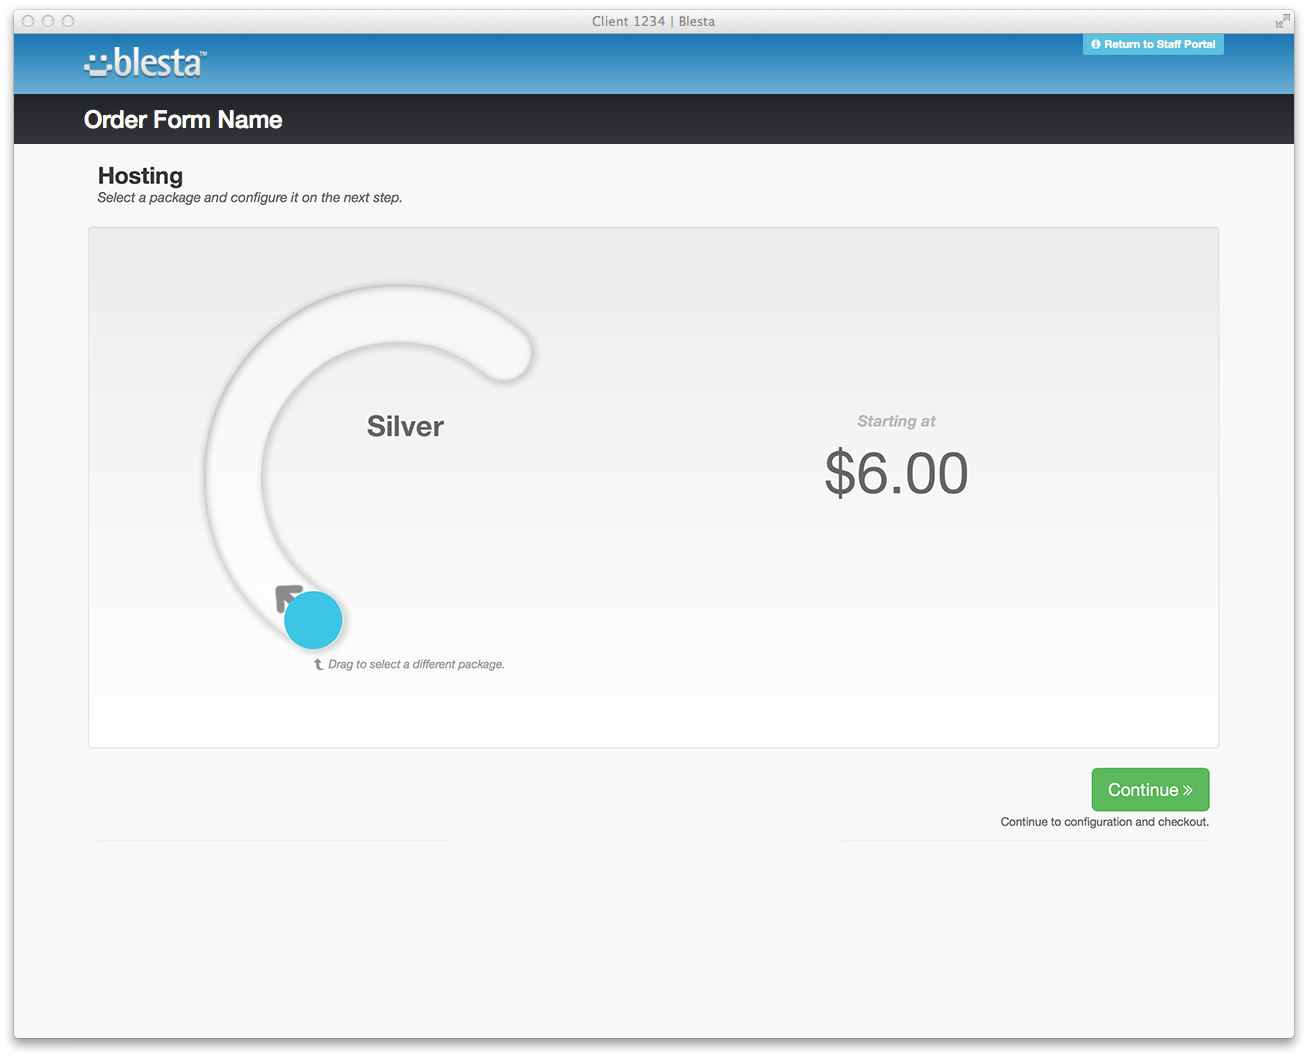 Client 1234 | Blesta
blesta™
Return to Staff Portal
Order Form Name
Hosting
Select a package and configure it on the next step.
Silver
Starting at
$6.00
Drag to select a different package.
Continue »
Continue to configuration and checkout.